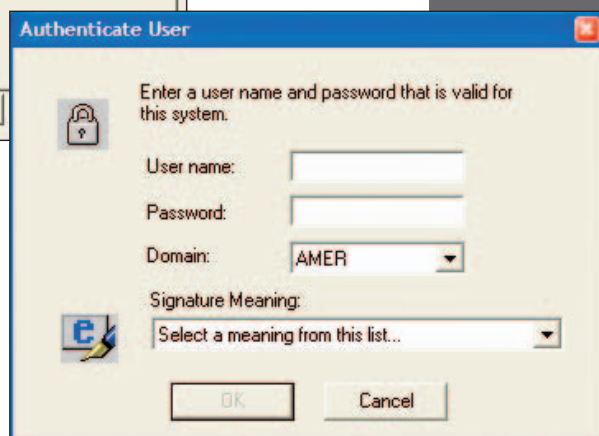 Authenticate User
Enter a user name and password that is valid for
this system.
User name:
Password:
Domain:
AMER
Signature Meaning:
e
Select a meaning from this list...
OK
Cancel